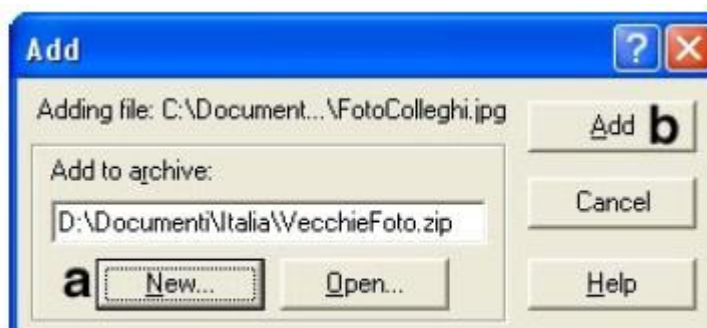 Add
Adding file: C:\Document...\FotoColleghi.jpg
Add b
Add to archive:
D:\Documenti\Italia\VecchieFoto.zip
Cancel
a New... Open... Help